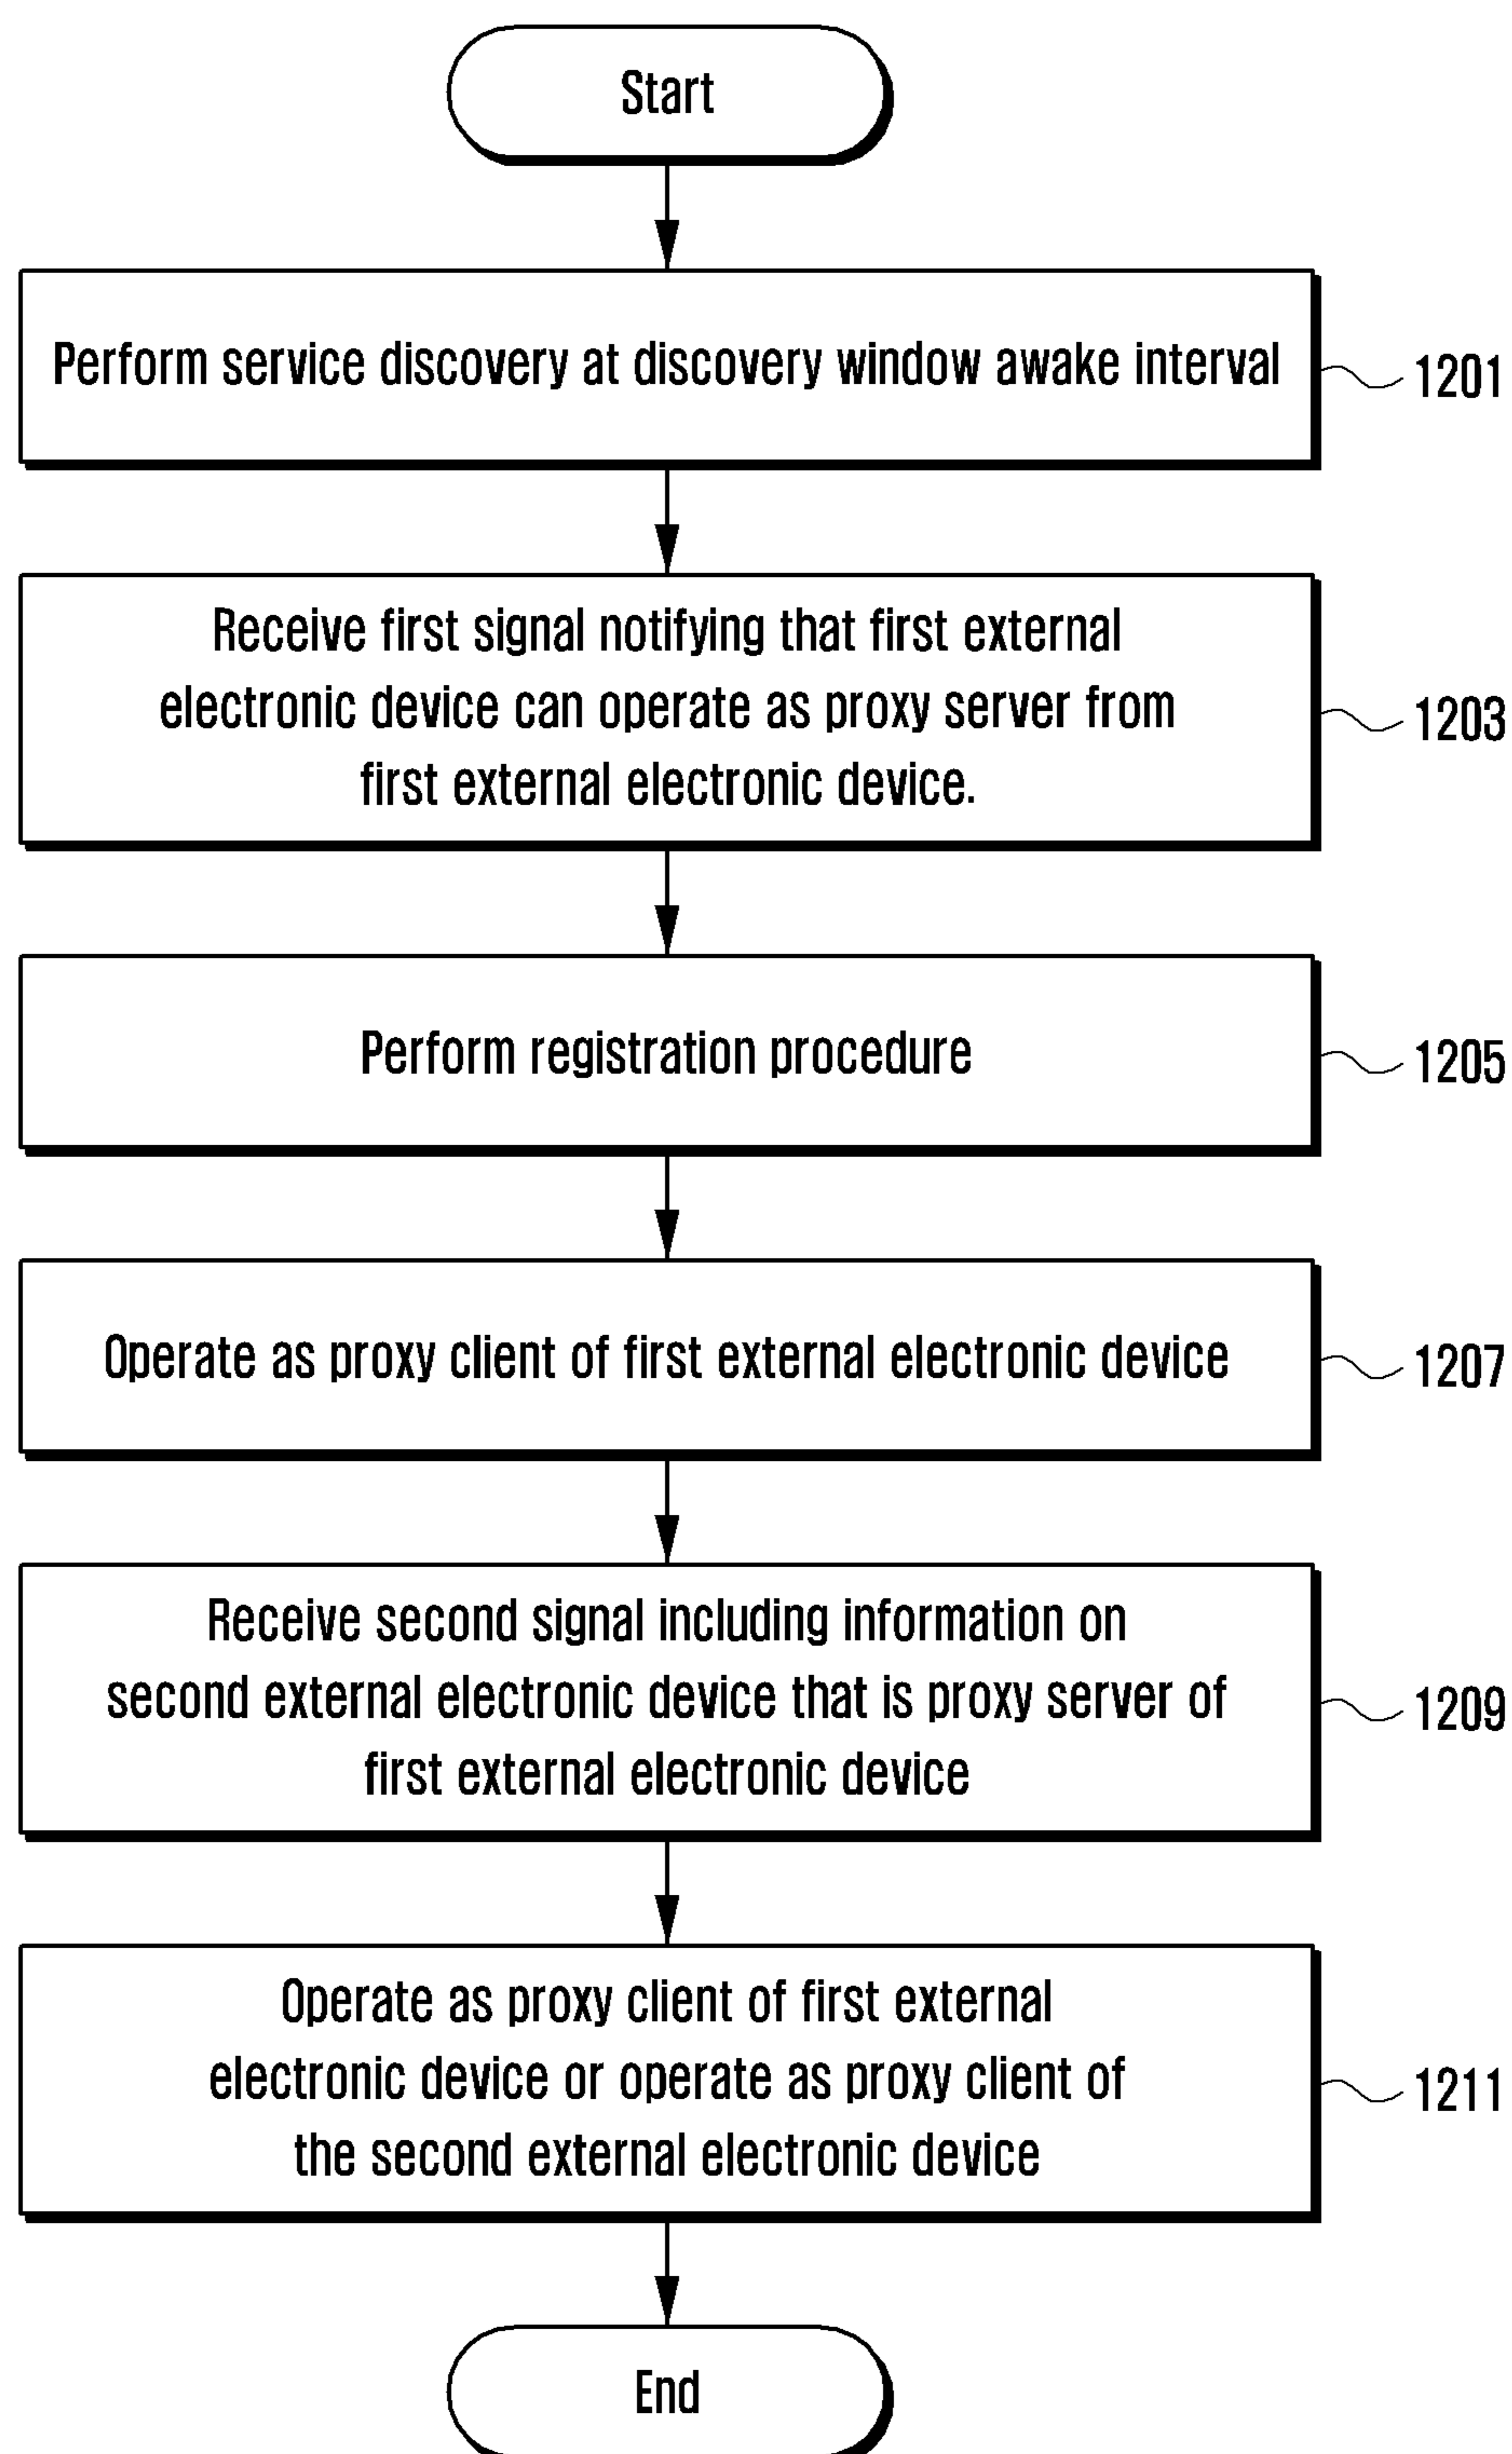 Start
Perform service discovery at discovery window awake interval
1201
Receive first signal notifying that first external
electronic device can operate as proxy server from
first external electronic device.
1203
Perform registration procedure
1205
Operate as proxy client of first external electronic device
1207
Receive second signal including information on
second external electronic device that is proxy server of
first external electronic device
1209
Operate as proxy client of first external
electronic device or operate as proxy client of
the second external electronic device
1211
End